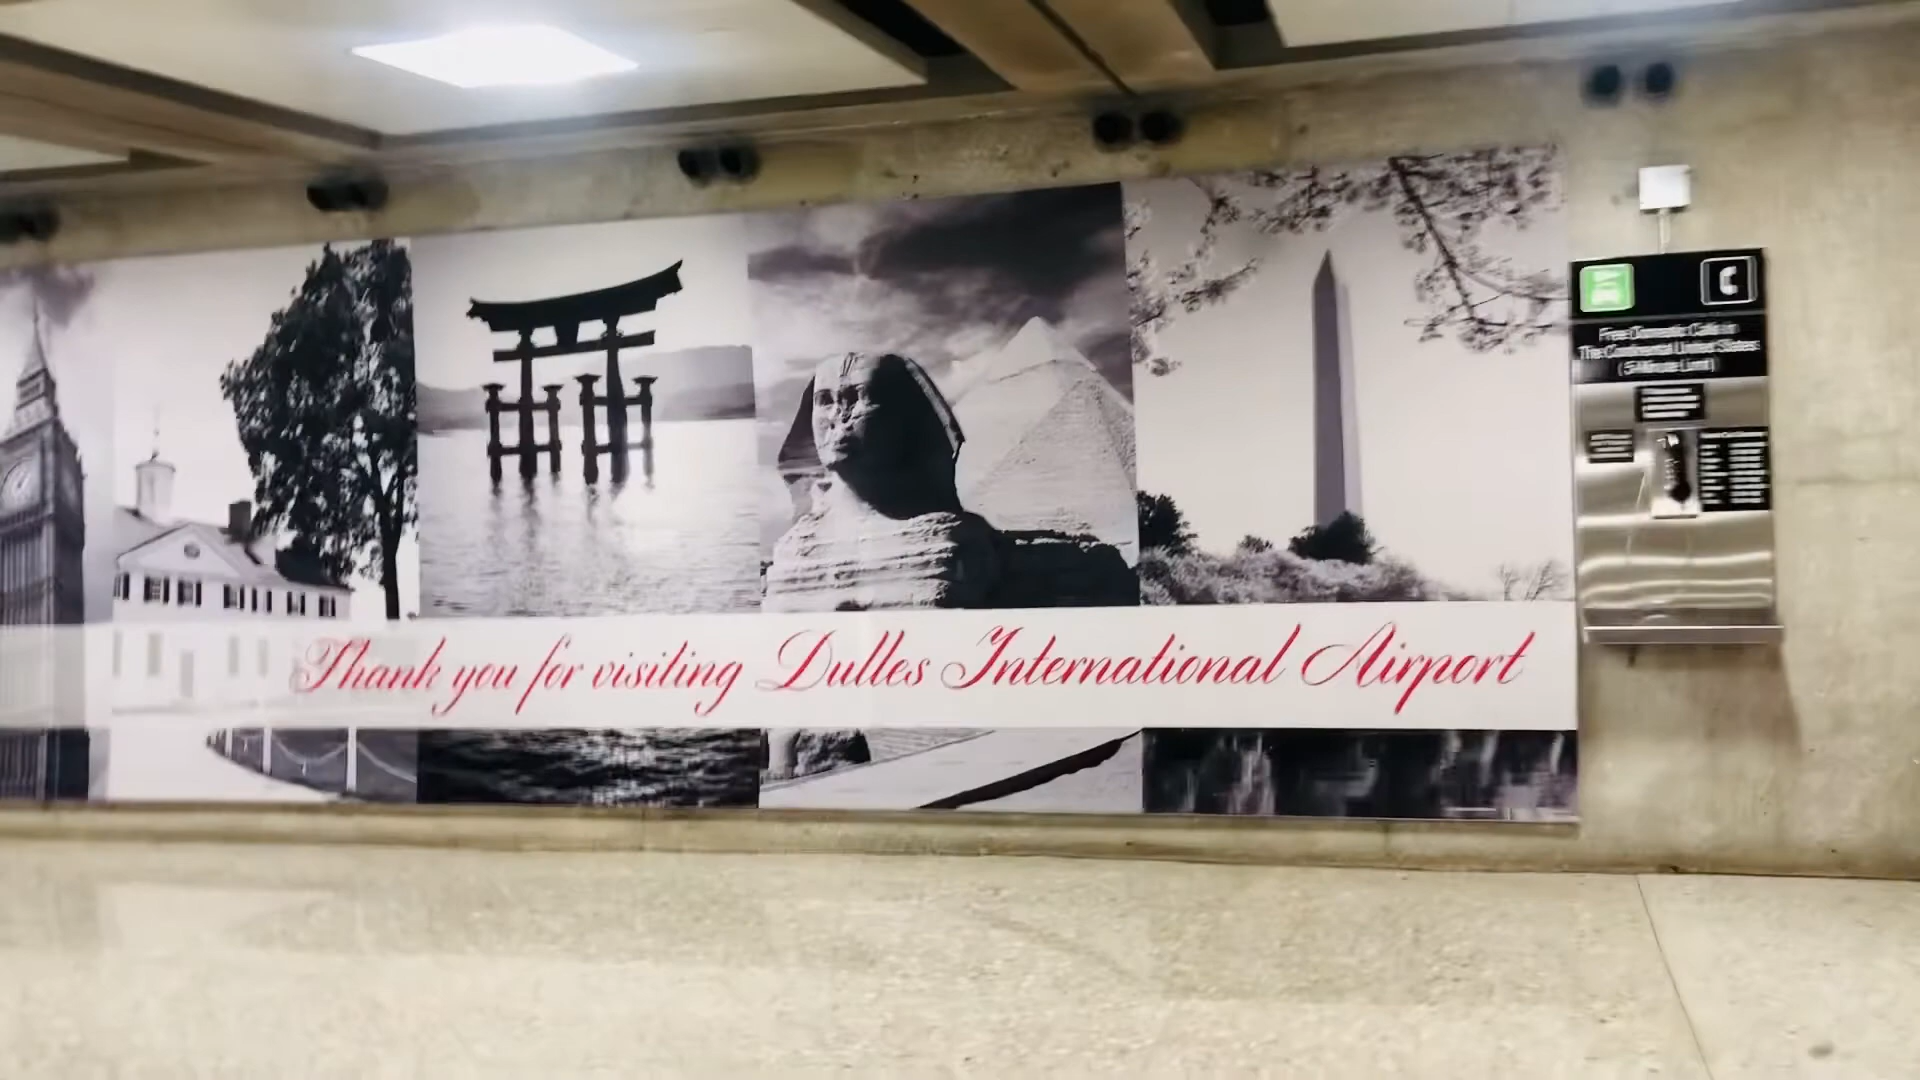 Thank you for visiting Dulles International Airport
Free Domestic Calls in
The Continental United States
( 5 Minute Limit )